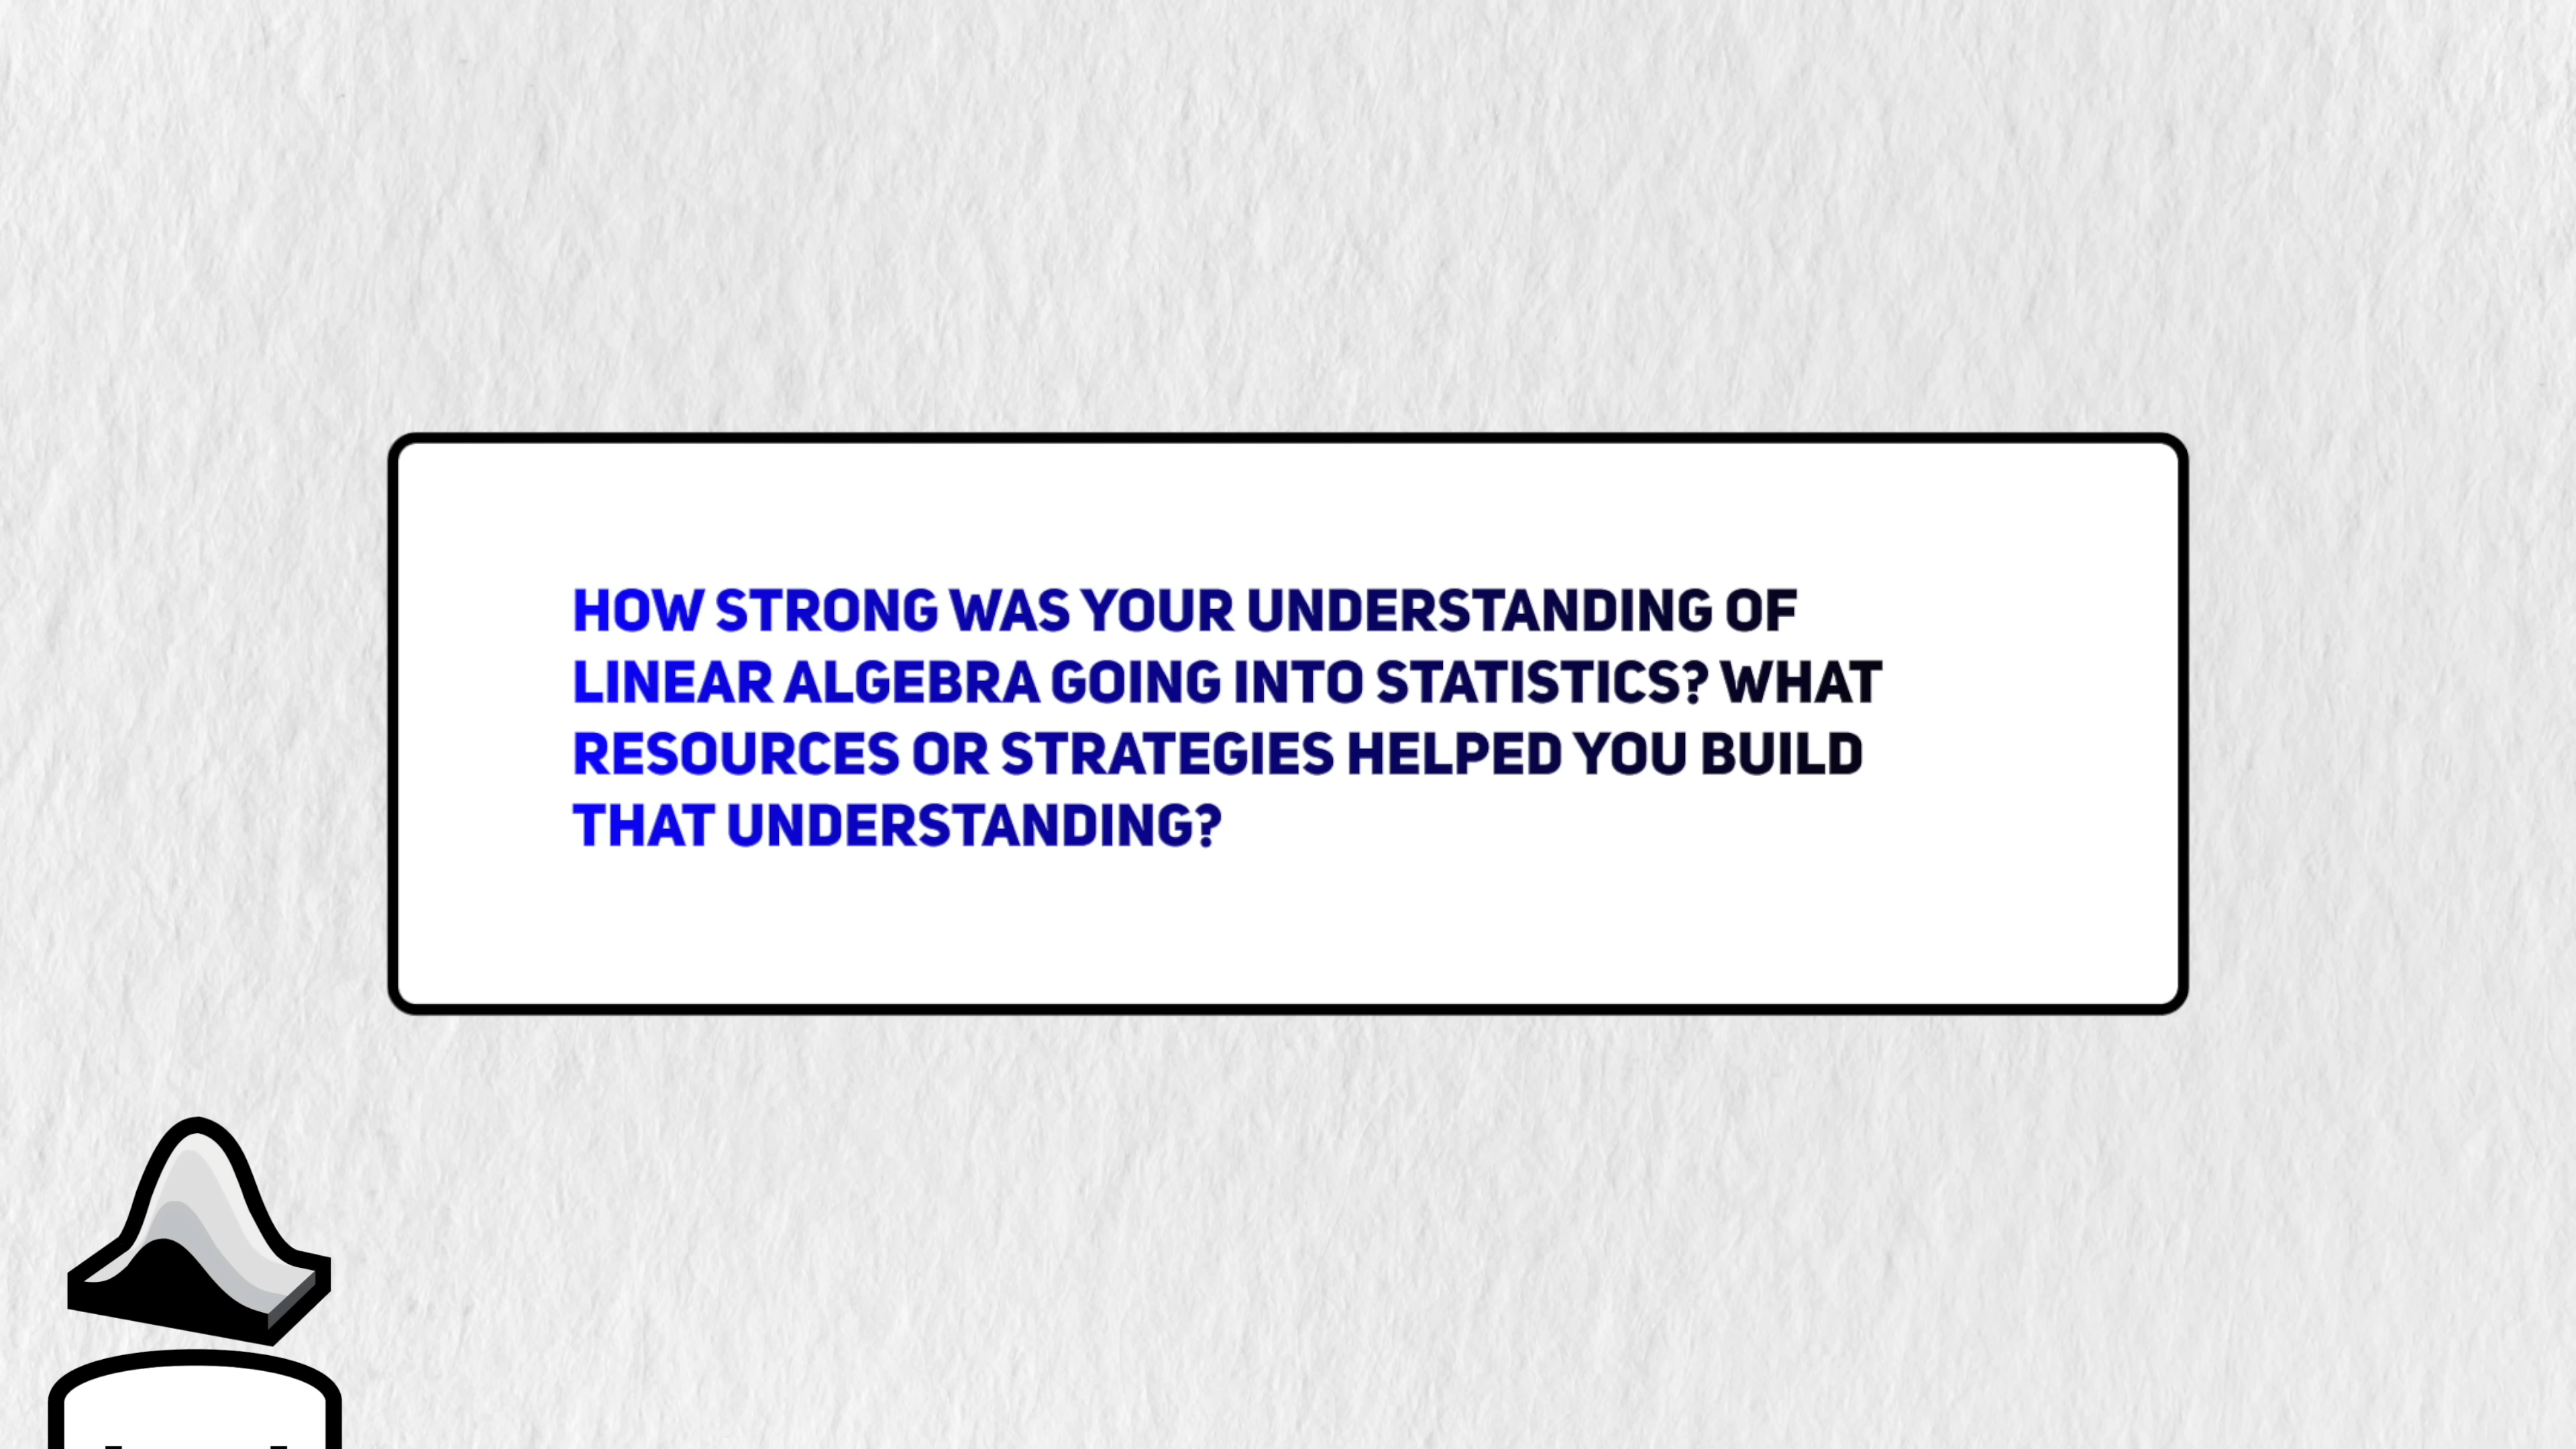 HOW STRONG WAS YOUR UNDERSTANDING OF
LINEAR ALGEBRA GOING INTO STATISTICS? WHAT
RESOURCES OR STRATEGIES HELPED YOU BUILD
THAT UNDERSTANDING?